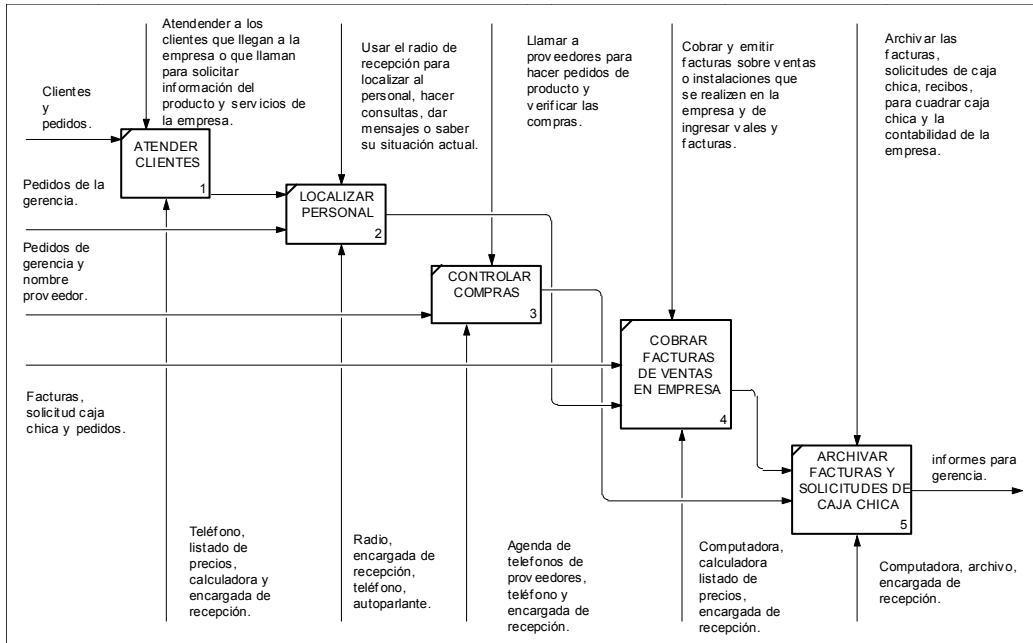 Atendender a los
clientes que llegan a la
empresa o que llaman
para solicitar
información del
producto y servicios de
la empresa.
Usar el radio de
recepción para
localizar al
personal, hacer
consultas, dar
mensajes o saber
su situación actual.
Llamar a
proveedores para
hacer pedidos de
producto y
verificar las
compras.
Cobrar y emitir
facturas sobre ventas
o instalaciones que
se realizen en la
empresa y de
ingresar vales y
facturas.
Archivar las
facturas,
solicitudes de caja
chica, recibos,
para cuadrar caja
chica y la
contabilidad de la
empresa.
Clientes
y
pedidos.
ATENDER
CLIENTES
1
Pedidos de la
gerencia.
LOCALIZAR
PERSONAL
2
Pedidos de
gerencia y
nombre
proveedor.
CONTROLAR
COMPRAS
3
COBRAR
FACTURAS
DE VENTAS
EN EMPRESA
4
Facturas,
solicitud caja
chica y pedidos.
ARCHIVAR
FACTURAS Y
SOLICITUDES DE
CAJA CHICA
5
informes para
gerencia.
Teléfono,
listado de
precios,
calculadora y
encargada de
recepción.
Radio,
encargada de
recepción,
teléfono,
autoparlante.
Agenda de
telefonos de
proveedores,
teléfono y
encargada de
recepción.
Computadora,
calculadora
listado de
precios,
encargada de
recepción.
Computadora, archivo,
encargada de
recepción.